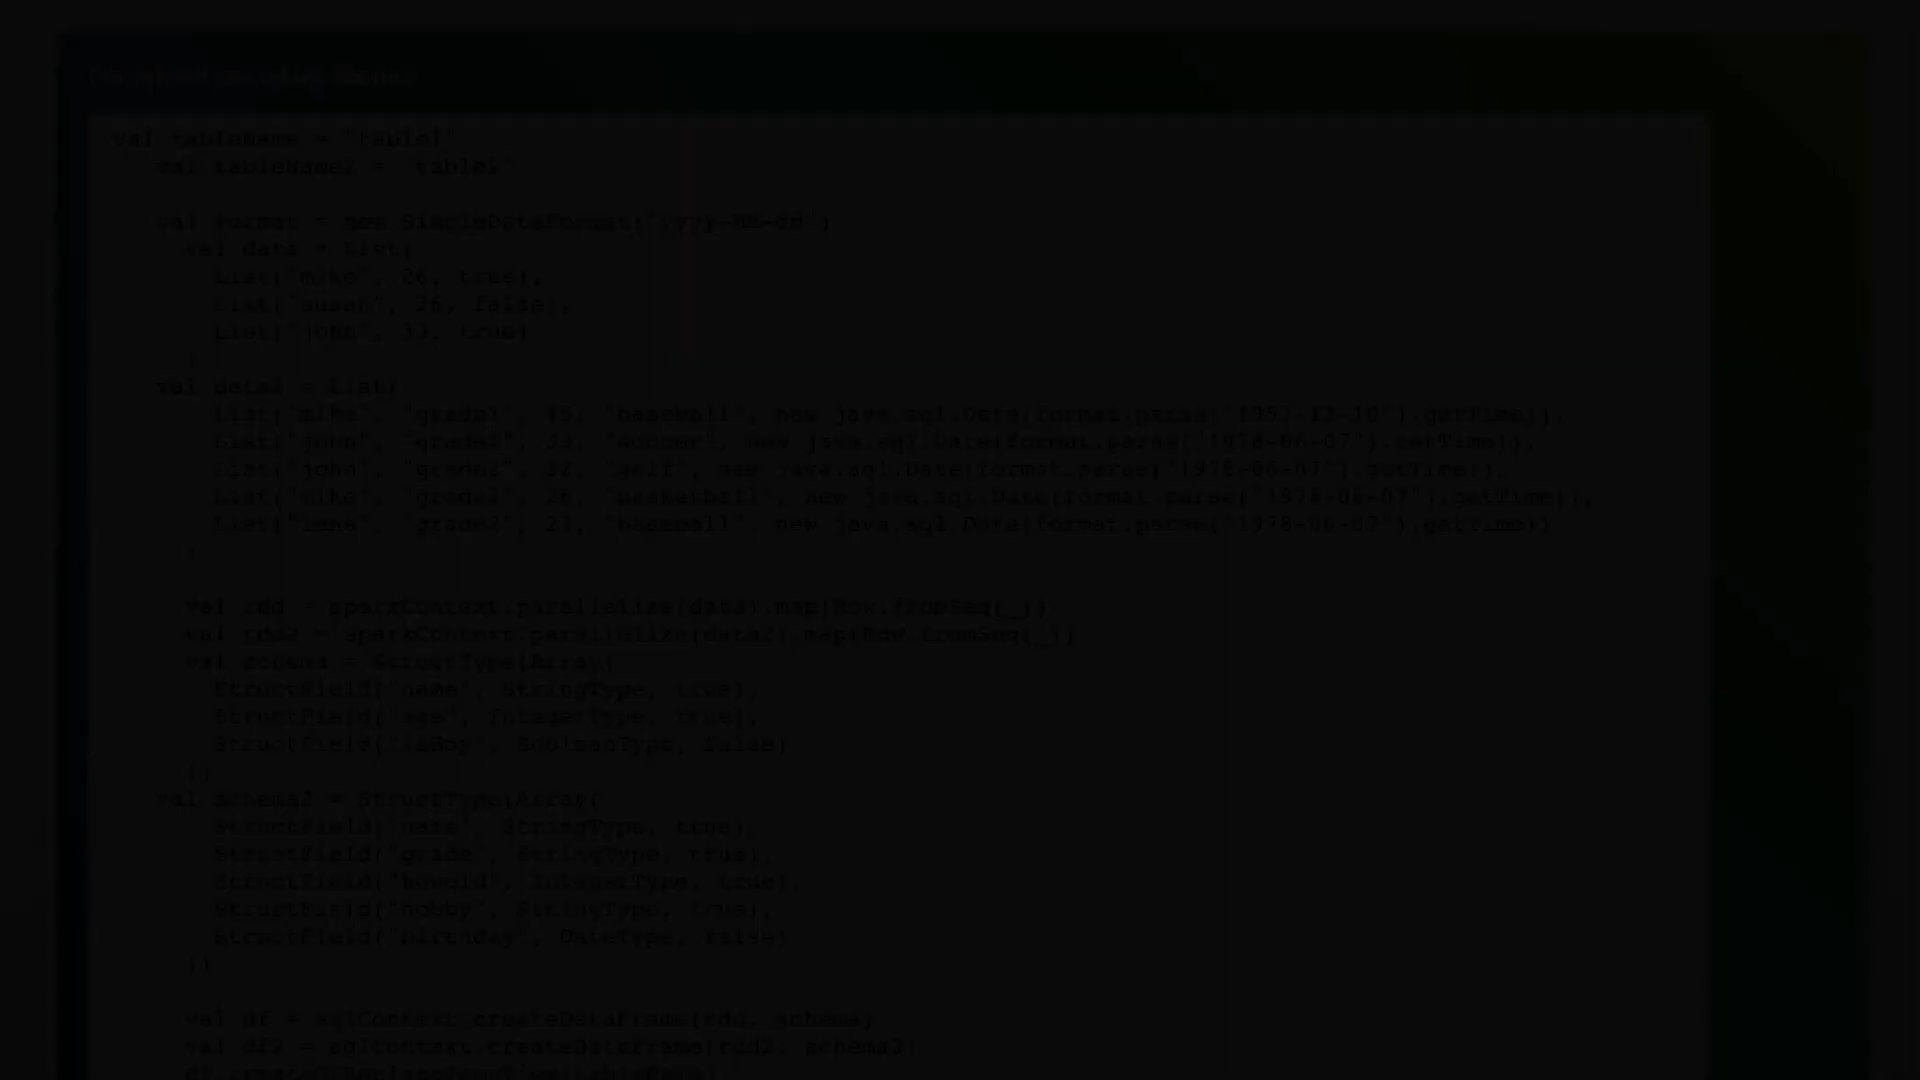 val tableName = "table1"
val tableName2 = "table2"
val format = new SimpleDateFormat("yyyy-MM-dd")
val data = List(
List("mike", 26, true),
List("susan", 26, false),
List("john", 33, true)
)
val data2 = List(
List("mike", "grade1", 45, "baseball", new java.sql.Date(format.parse("1957-12-10").getTime)),
List("john", "grade2", 33, "soccer", new java.sql.Date(format.parse("1978-06-07").getTime)),
List("john", "grade2", 32, "golf", new java.sql.Date(format.parse("1978-06-07").getTime)),
List("mike", "grade2", 26, "basketball", new java.sql.Date(format.parse("1978-06-07").getTime)),
List("lena", "grade2", 23, "baseball", new java.sql.Date(format.parse("1978-06-07").getTime))
)
val rdd = sparkContext.parallelize(data).map(Row.fromSeq(_))
val rdd2 = sparkContext.parallelize(data2).map(Row.fromSeq(_))
val schema = StructType(Array(
StructField("name", StringType, true),
StructField("age", IntegerType, true),
StructField("isBoy", BooleanType, false)
))
val schema2 = StructType(Array(
StructField("name", StringType, true),
StructField("grade", StringType, true),
StructField("howold", IntegerType, true),
StructField("hobby", StringType, true),
StructField("birthday", DateType, false)
))
val df = sqlContext.createDataFrame(rdd, schema)
val df2 = sqlContext.createDataFrame(rdd2, schema2)